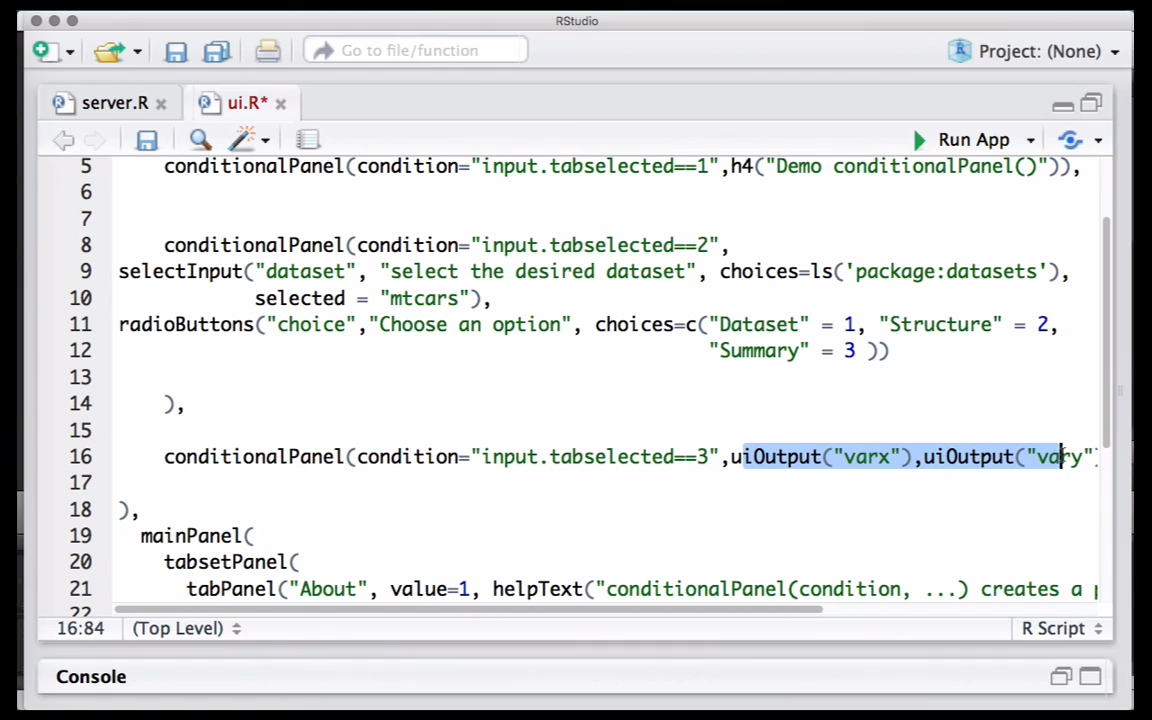 RStudio
Go to file/function
Project: (None)
server.R
ui.R*
Run App
5 conditionalPanel(condition="input.tabselected==1",h4("Demo conditionalPanel()")),
6
7
8 conditionalPanel(condition="input.tabselected==2",
9 selectInput("dataset", "select the desired dataset", choices=ls('package:datasets'),
10 selected = "mtcars"),
11 radioButtons("choice","Choose an option", choices=c("Dataset" = 1, "Structure" = 2,
12 "Summary" = 3 ))
13
14 ),
15
16 conditionalPanel(condition="input.tabselected==3",uiOutput("varx"),uiOutput("vary")
17
18 ),
19 mainPanel(
20 tabsetPanel(
21 tabPanel("About", value=1, helpText("conditionalPanel(condition, ...) creates a p
22
16:84 (Top Level) R Script
Console